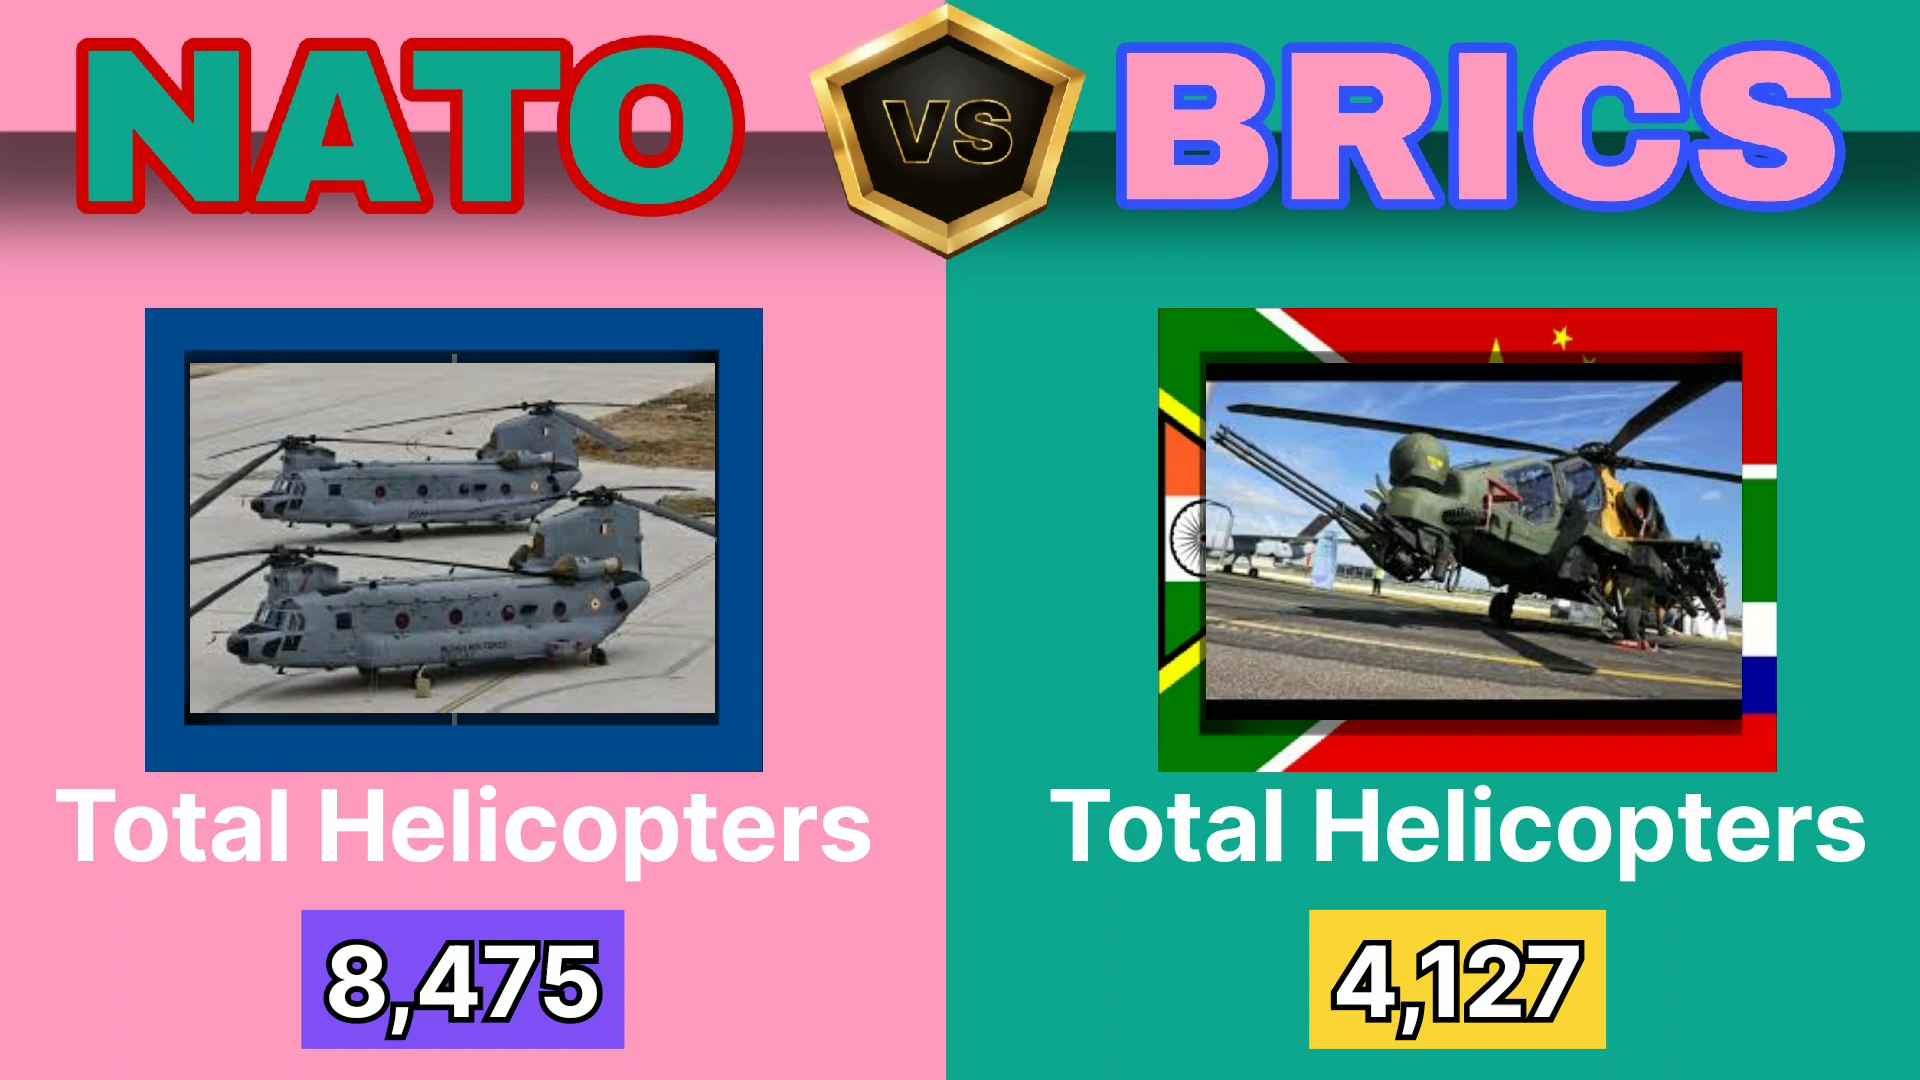 NATO
VS
BRICS
Total Helicopters
8,475
Total Helicopters
4,127